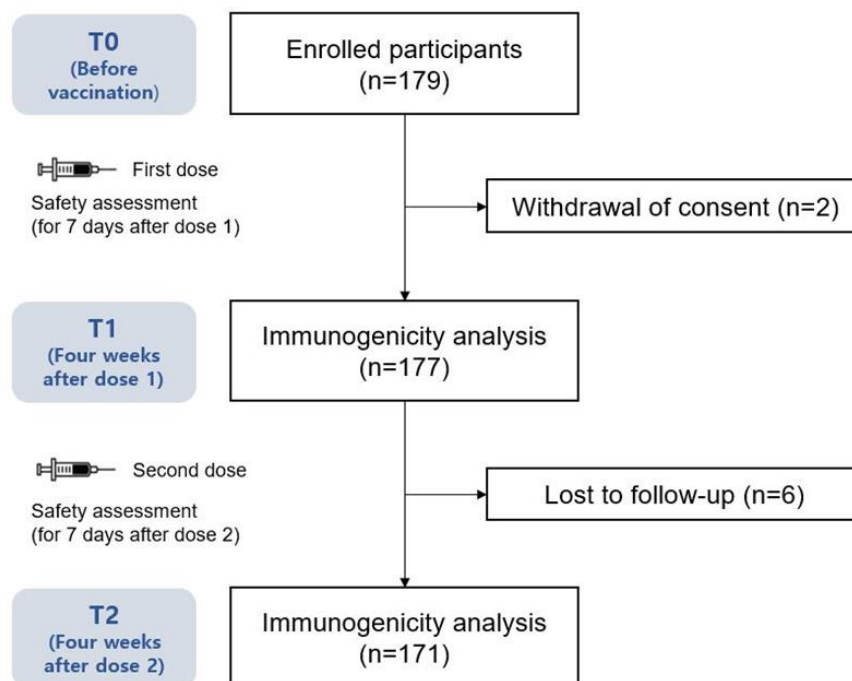 T0
(Before
vaccination)
Enrolled participants
(n=179)
First dose
Safety assessment
(for 7 days after dose 1)
Withdrawal of consent (n=2)
T1
(Four weeks
after dose 1)
Immunogenicity analysis
(n=177)
Second dose
Safety assessment
(for 7 days after dose 2)
Lost to follow-up (n=6)
T2
(Four weeks
after dose 2)
Immunogenicity analysis
(n=171)